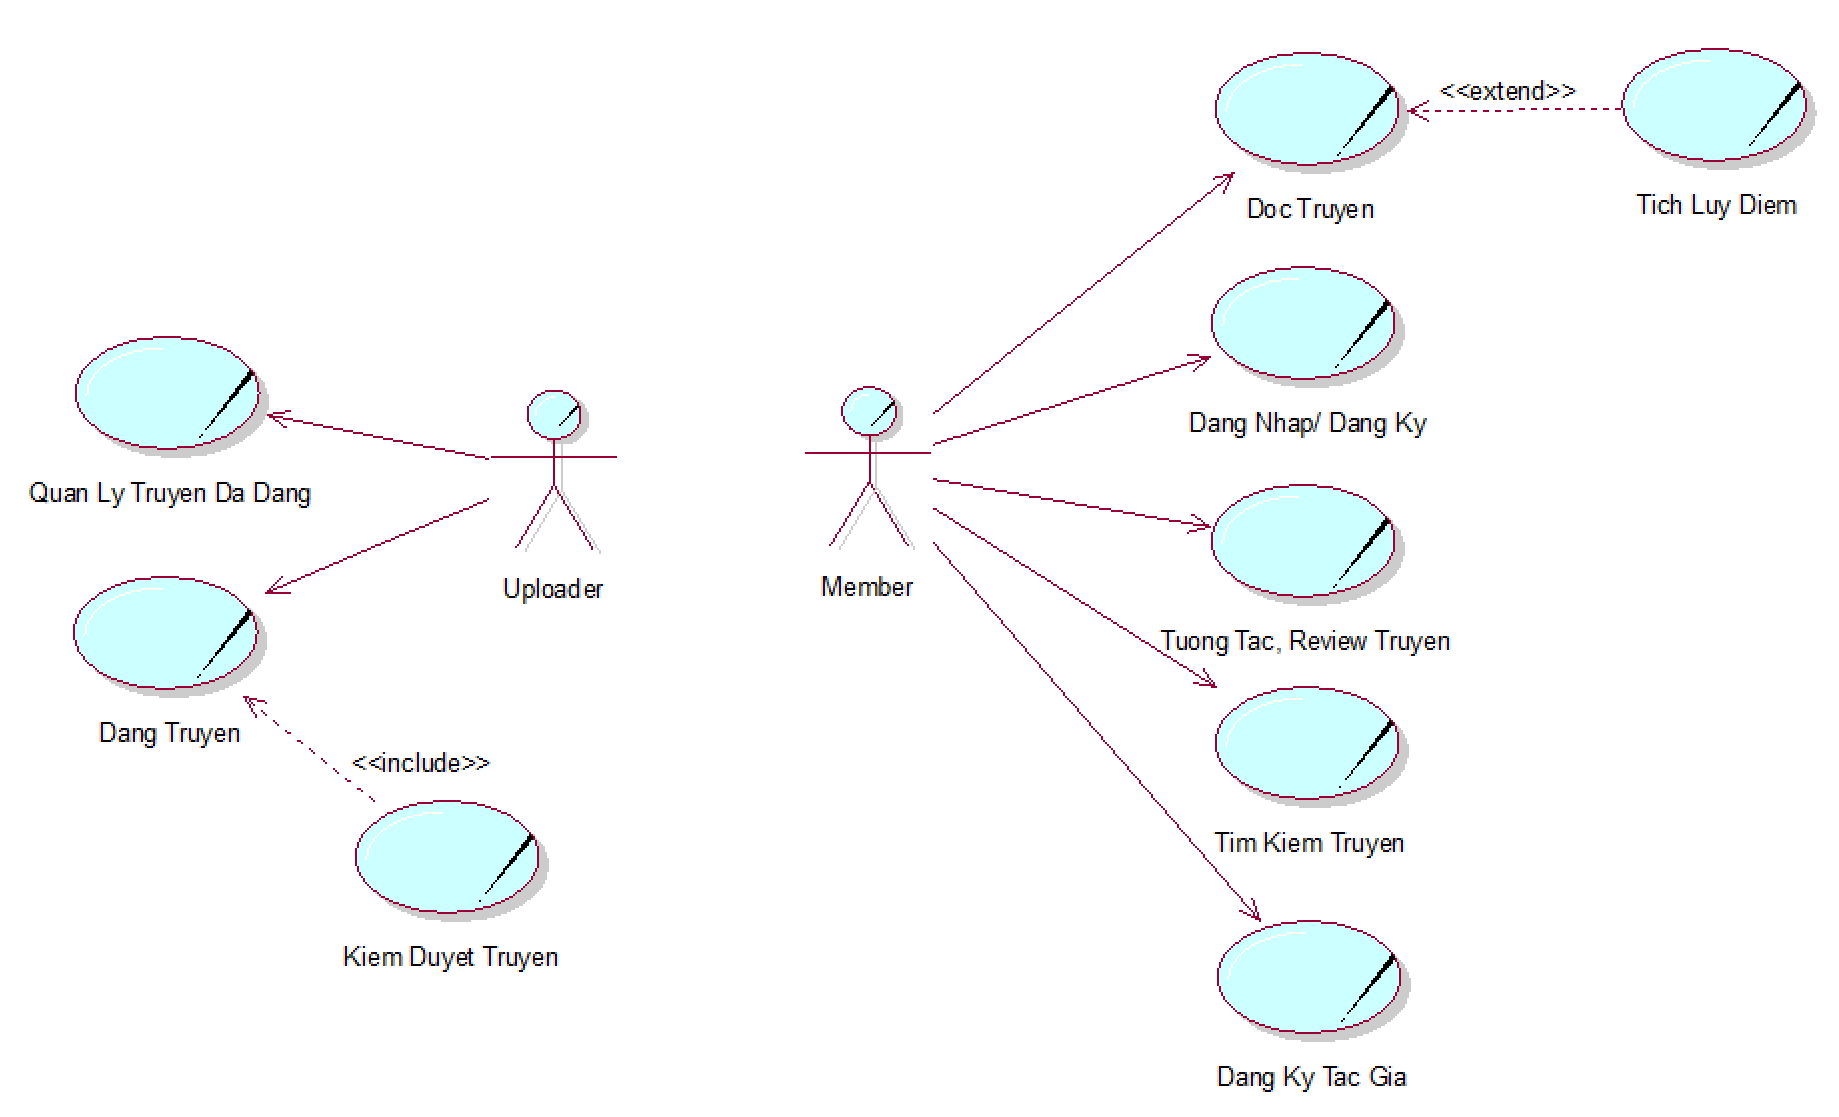 <<extend>>
Doc Truyen
Tich Luy Diem
Dang Nhap/ Dang Ky
Quan Ly Truyen Da Dang
Uploader
Member
Tuong Tac, Review Truyen
Dang Truyen
<<include>>
Tim Kiem Truyen
Kiem Duyet Truyen
Dang Ky Tac Gia